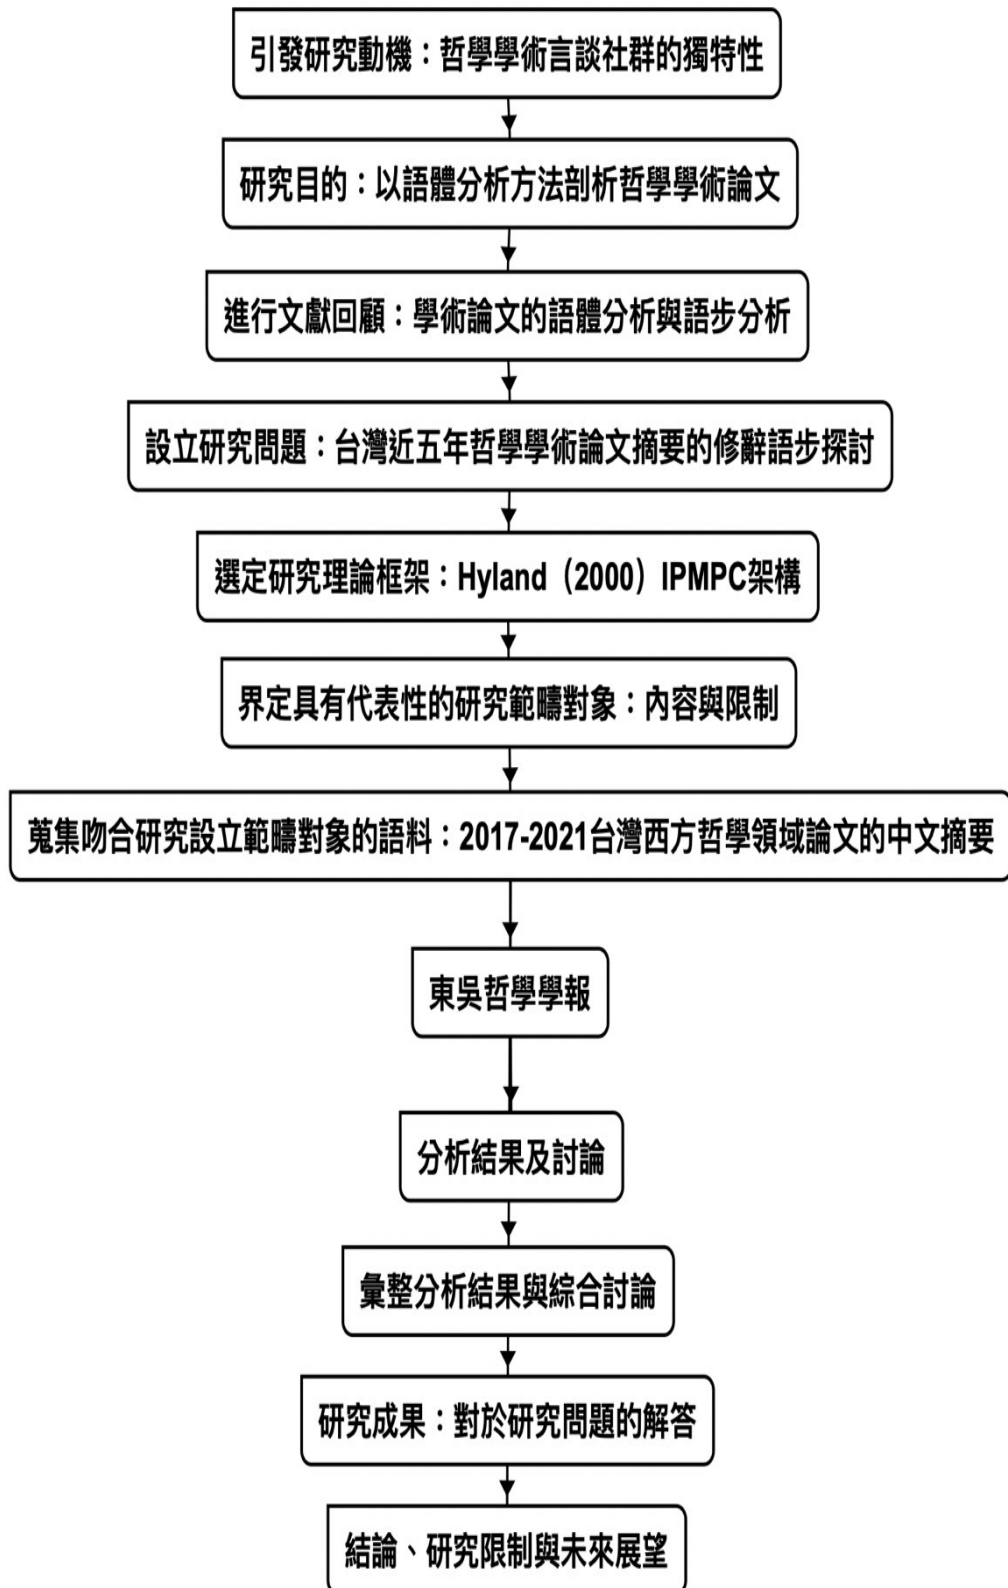 引發研究動機：哲學學術言談社群的獨特性
研究目的：以語體分析方法剖析哲學學術論文
進行文獻回顧：學術論文的語體分析與語步分析
設立研究問題：台灣近五年哲學學術論文摘要的修辭語步探討
選定研究理論框架：Hyland（2000）IPMPC架構
界定具有代表性的研究範疇對象：內容與限制
蒐集吻合研究設立範疇對象的語料：2017-2021台灣西方哲學領域論文的中文摘要
東吳哲學學報
分析結果及討論
彙整分析結果與綜合討論
研究成果：對於研究問題的解答
結論、研究限制與未來展望